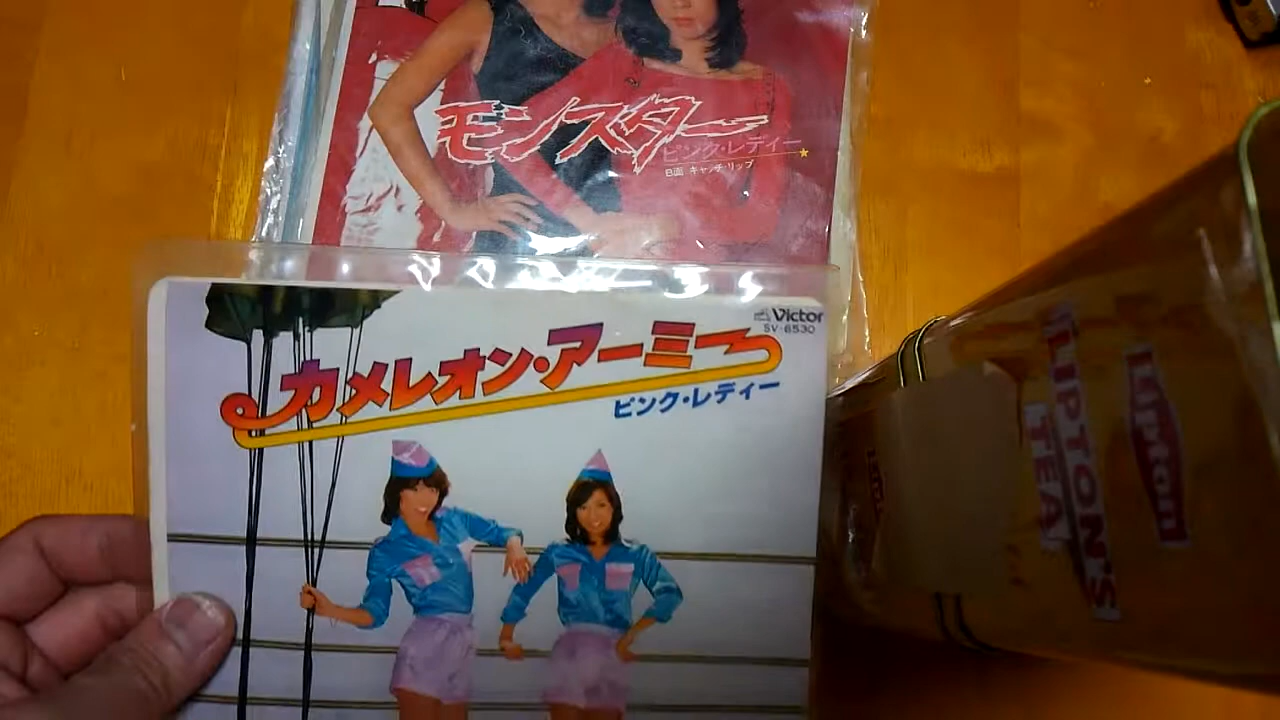 モンスター
ピンク・レディー
B面 キャッチ・リップ
Victor
SV-6530
カメレオン・アーミー
ピンク・レディー
LIPTON'S
TEA
Lipton